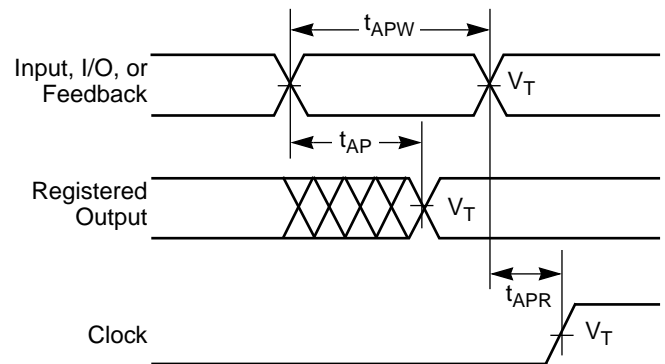 tAPW
Input, I/O, or
Feedback
VT
tAP
Registered
Output
VT
tAPR
Clock
VT